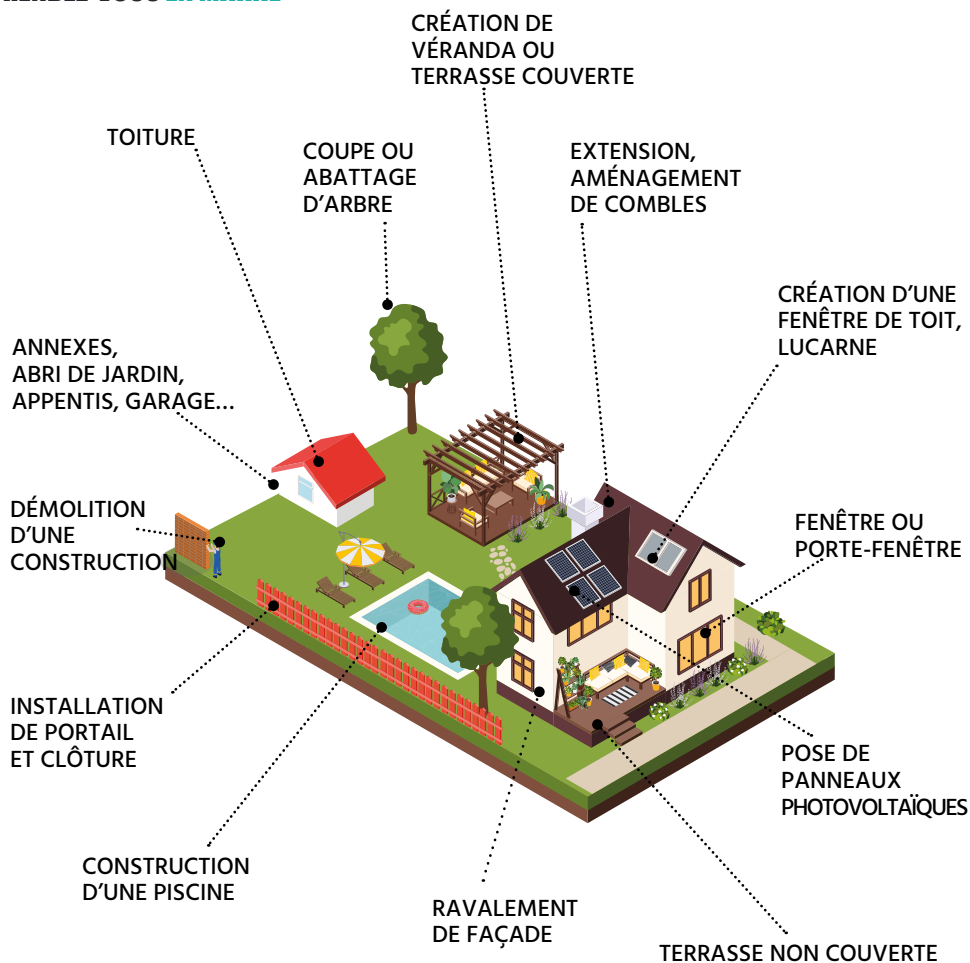 CRÉATION DE
VÉRANDA OU
TERRASSE COUVERTE
TOITURE
COUPE OU
ABATTAGE
D’ARBRE
EXTENSION,
AMÉNAGEMENT
DE COMBLES
CRÉATION D’UNE
FENÊTRE DE TOIT,
LUCARNE
ANNEXES,
ABRI DE JARDIN,
APPENTIS, GARAGE…
DÉMOLITION
D’UNE
CONSTRUCTION
FENÊTRE OU
PORTE-FENÊTRE
INSTALLATION
DE PORTAIL
ET CLÔTURE
POSE DE
PANNEAUX
PHOTOVOLTAÏQUES
CONSTRUCTION
D’UNE PISCINE
RAVALEMENT
DE FAÇADE
TERRASSE NON COUVERTE